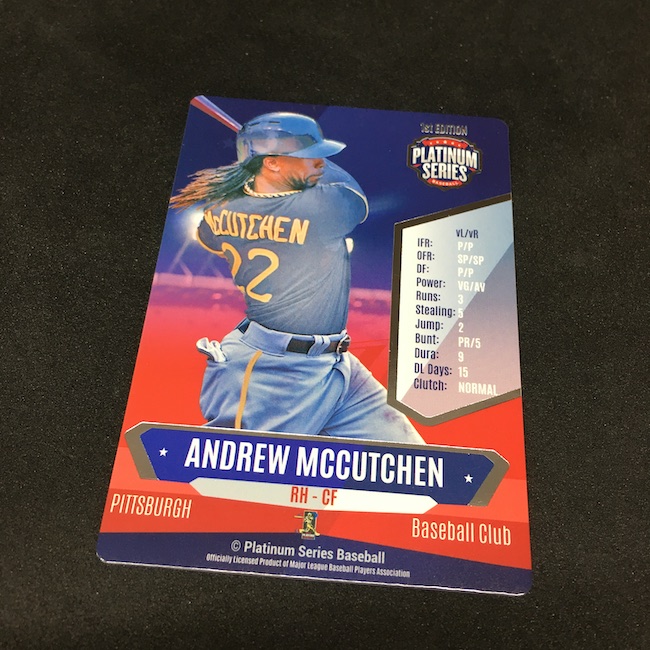 1st EDITION
PLATINUM
SERIES
BASEBALL
McCUTCHEN
22
vL/vR
IFR: P/P
OFR: SP/SP
DF: P/P
Power: VG/AV
Runs: 3
Stealing: 5
Jump: 2
Bunt: PR/5
Dura: 9
DL Days: 15
Clutch: NORMAL
ANDREW MCCUTCHEN
RH - CF
PITTSBURGH
Baseball Club
© Platinum Series Baseball
Officially Licensed Product of Major League Baseball Players Association